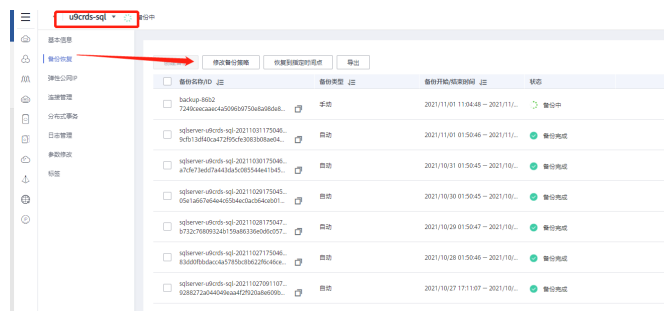 u9crds-sql
备份中
基本信息
备份恢复
弹性公网IP
连接管理
分布式事务
日志管理
参数修改
标签
修改备份策略
恢复到指定时间点
导出
备份名称/ID
备份类型
备份开始/结束时间
状态
backup-86b2
7249ceecaaec4a5096b9750e8a98de8...
手动
2021/11/01 11:04:48 – 2021/11/...
备份中
sqlserver-u9crds-sql-20211031175046...
9cfb13df40ca472f95cfe3083b08ae04...
自动
2021/11/01 01:50:46 – 2021/11/...
备份完成
sqlserver-u9crds-sql-20211030175046...
a7cfe73edd7a443da5c085544e41b45...
自动
2021/10/31 01:50:45 – 2021/10/...
备份完成
sqlserver-u9crds-sql-20211029175045...
05e1a667e64e4c65b4ec0acb64ceb01...
自动
2021/10/30 01:50:45 – 2021/10/...
备份完成
sqlserver-u9crds-sql-20211028175047...
b732c76809324b159a86336e0d6c057...
自动
2021/10/29 01:50:47 – 2021/10/...
备份完成
sqlserver-u9crds-sql-20211027175046...
83dd0fbbdacc4a5785bc8b622f6c46ce...
自动
2021/10/28 01:50:46 – 2021/10/...
备份完成
sqlserver-u9crds-sql-20211027091107...
9288272a044049eaa4f2f920a8e609b...
自动
2021/10/27 17:11:07 – 2021/10/...
备份完成